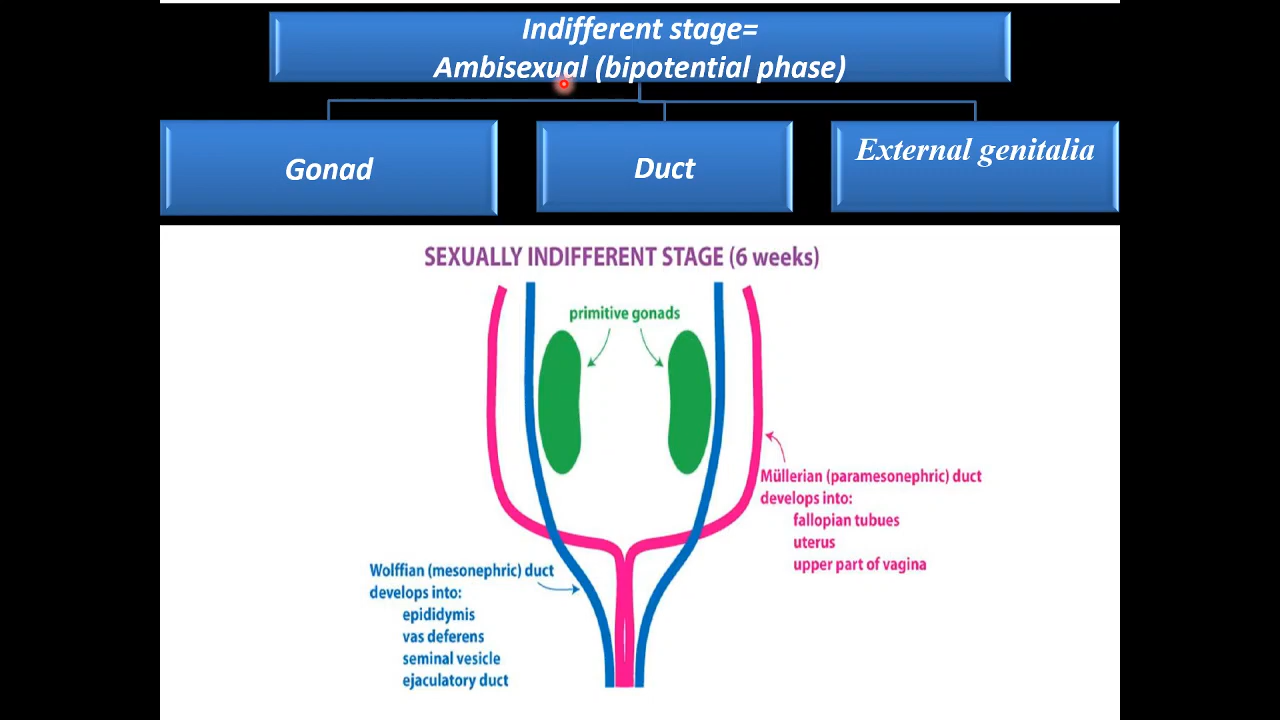 Indifferent stage=
Ambisexual (bipotential phase)
Gonad
Duct
External genitalia
SEXUALLY INDIFFERENT STAGE (6 weeks)
primitive gonads
Müllerian (paramesonephric) duct
develops into:
fallopian tubues
uterus
upper part of vagina
Wolffian (mesonephric) duct
develops into:
epididymis
vas deferens
seminal vesicle
ejaculatory duct